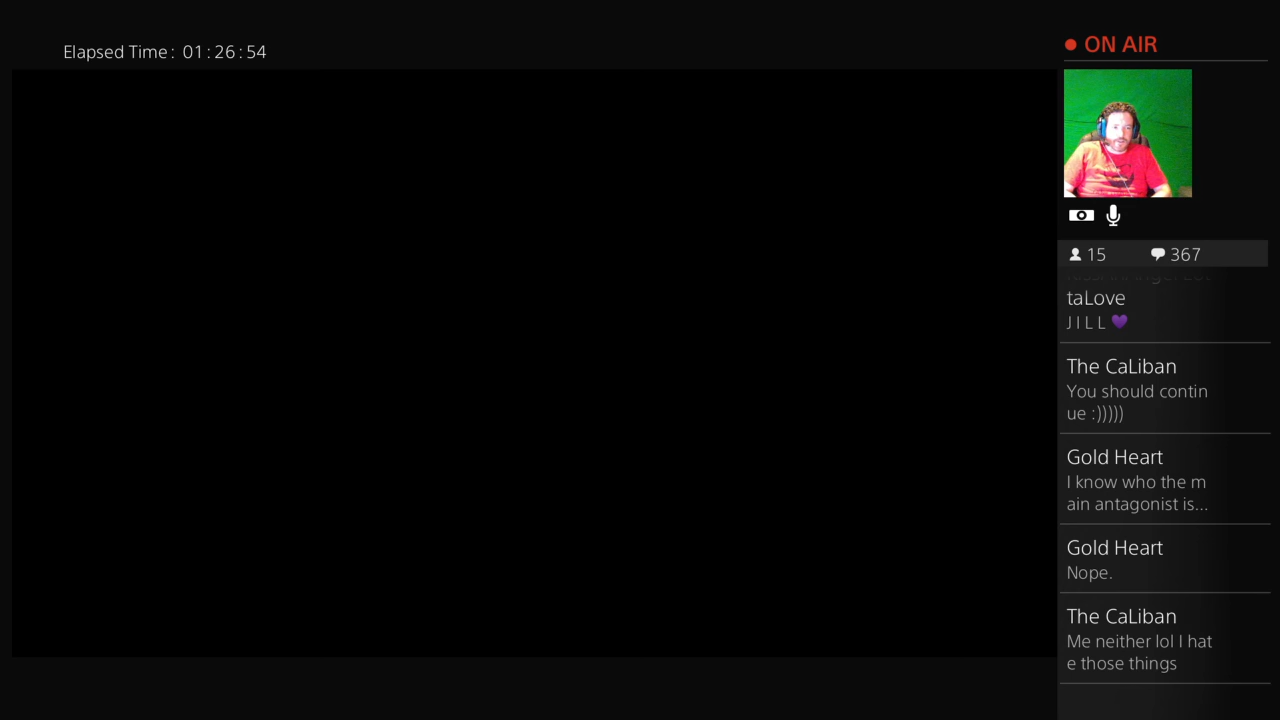 Elapsed Time: 01:26:54
ON AIR
15 367
taLove
J I L L 💜
The CaLiban
You should contin
ue :)))))
Gold Heart
I know who the m
ain antagonist is...
Gold Heart
Nope.
The CaLiban
Me neither lol I hat
e those things